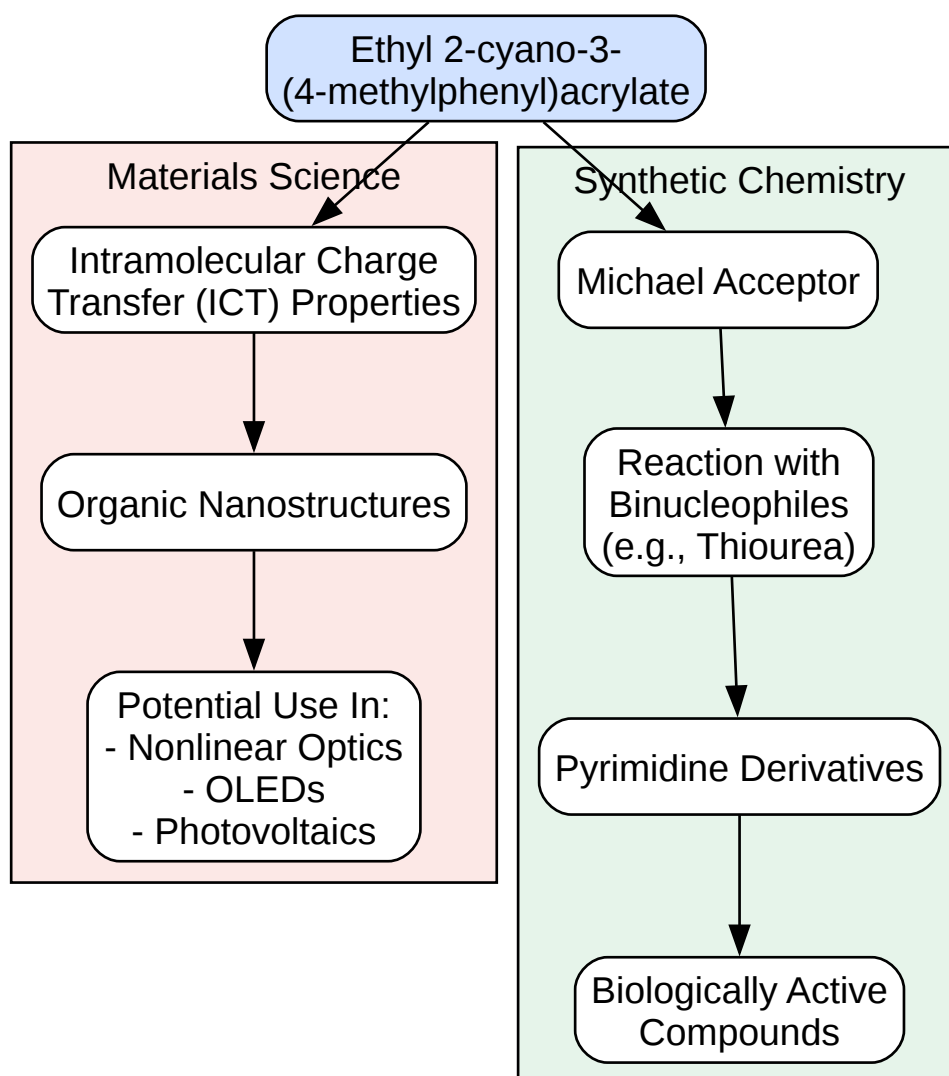 Ethyl 2-cyano-3-
(4-methylphenyl)acrylate
Materials Science
Intramolecular Charge
Transfer (ICT) Properties
Organic Nanostructures
Potential Use In:
- Nonlinear Optics
- OLEDs
- Photovoltaics
Synthetic Chemistry
Michael Acceptor
Reaction with
Binucleophiles
(e.g., Thiourea)
Pyrimidine Derivatives
Biologically Active
Compounds